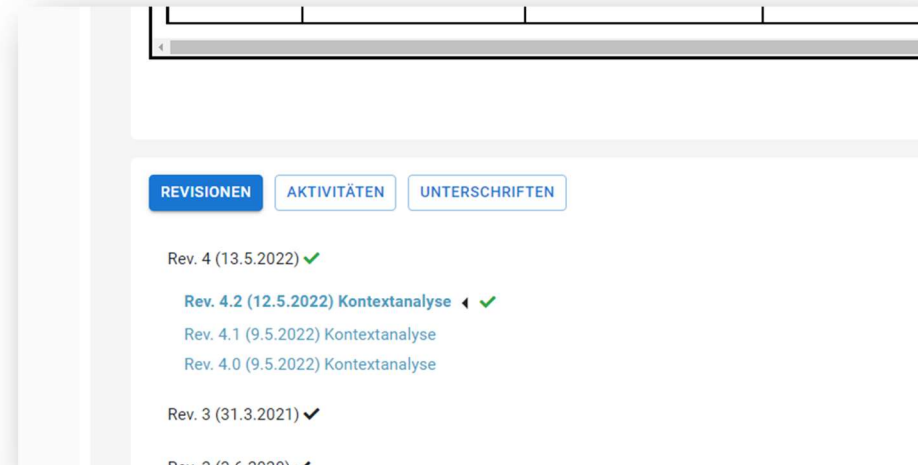 REVISIONEN AKTIVITÄTEN UNTERSCHRIFTEN
Rev. 4 (13.5.2022)
Rev. 4.2 (12.5.2022) Kontextanalyse
Rev. 4.1 (9.5.2022) Kontextanalyse
Rev. 4.0 (9.5.2022) Kontextanalyse
Rev. 3 (31.3.2021)